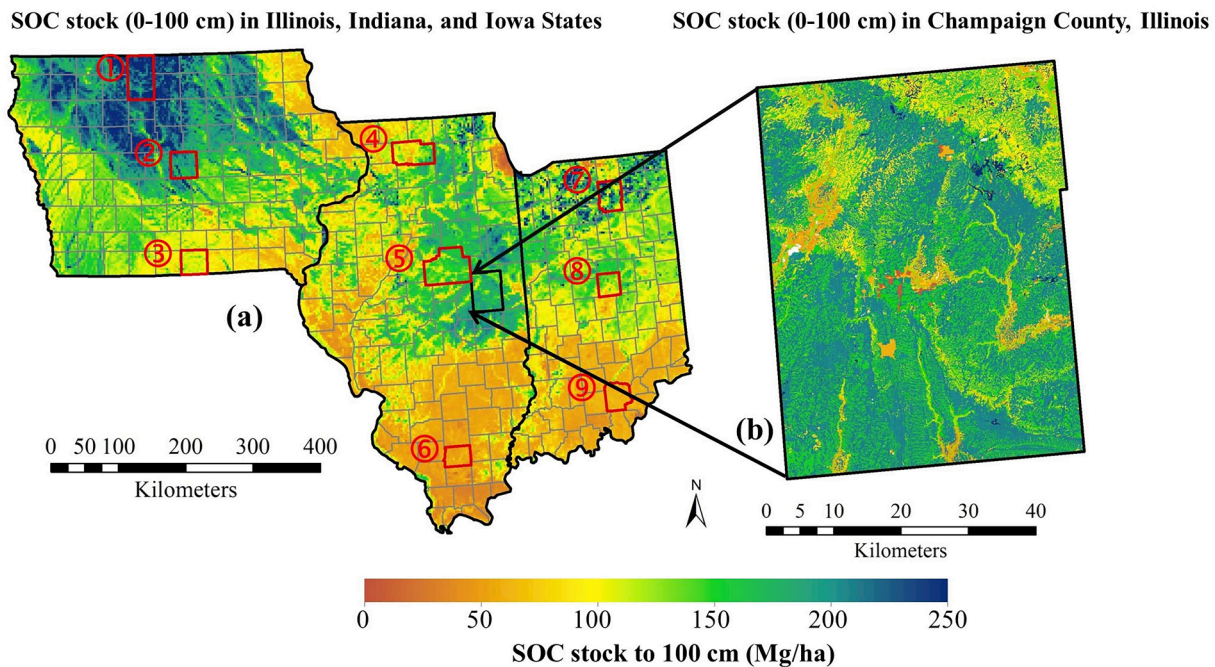 SOC stock (0-100 cm) in Illinois, Indiana, and Iowa States
SOC stock (0-100 cm) in Champaign County, Illinois
①
②
③
④
⑤
⑥
⑦
⑧
⑨
(a)
(b)
0 50 100 200 300 400
Kilometers
N
0 5 10 20 30 40
Kilometers
0 50 100 150 200 250
SOC stock to 100 cm (Mg/ha)